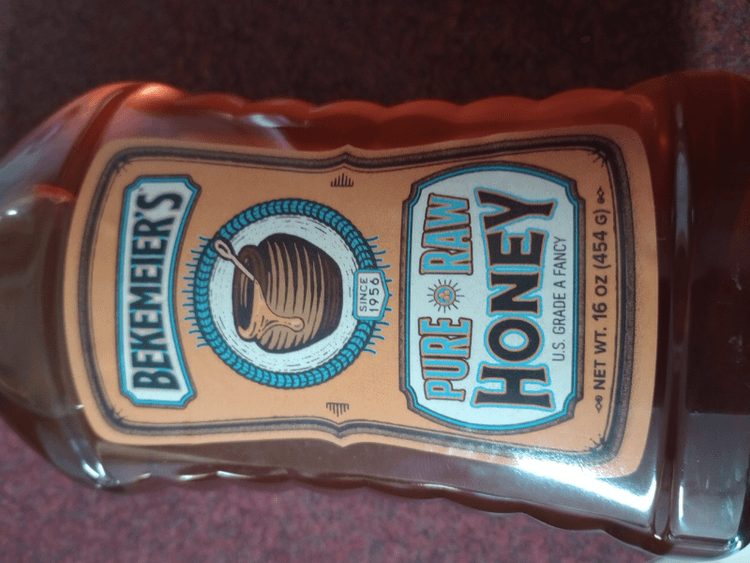 BEKEMEIER'S
SINCE
1956
PURE RAW
HONEY
U.S. GRADE A FANCY
NET WT. 16 OZ (454 G)